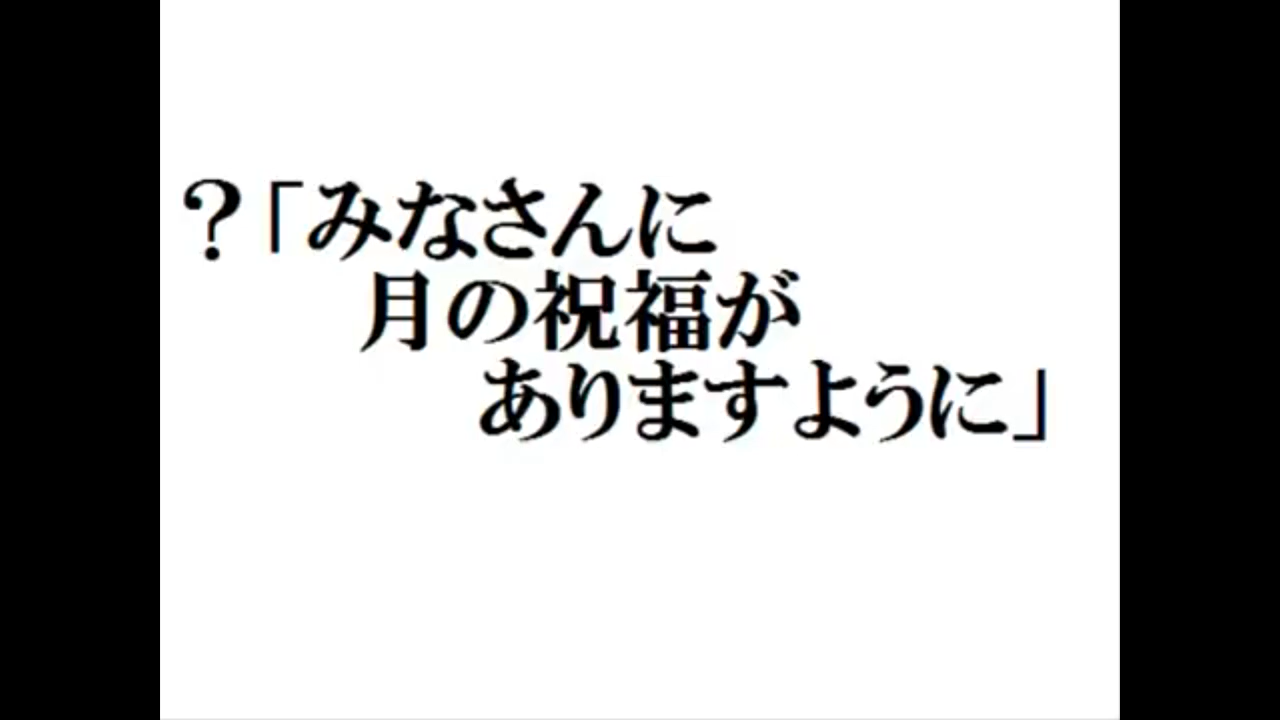 ？「みなさんに
月の祝福が
ありますように」